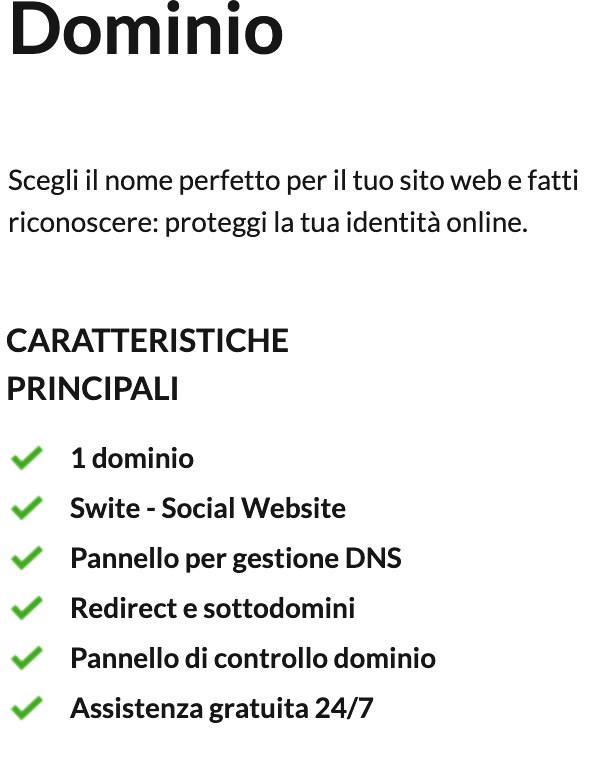 Dominio
Scegli il nome perfetto per il tuo sito web e fatti
riconoscere: proteggi la tua identità online.
CARATTERISTICHE
PRINCIPALI
1 dominio
Swite - Social Website
Pannello per gestione DNS
Redirect e sottodomini
Pannello di controllo dominio
Assistenza gratuita 24/7